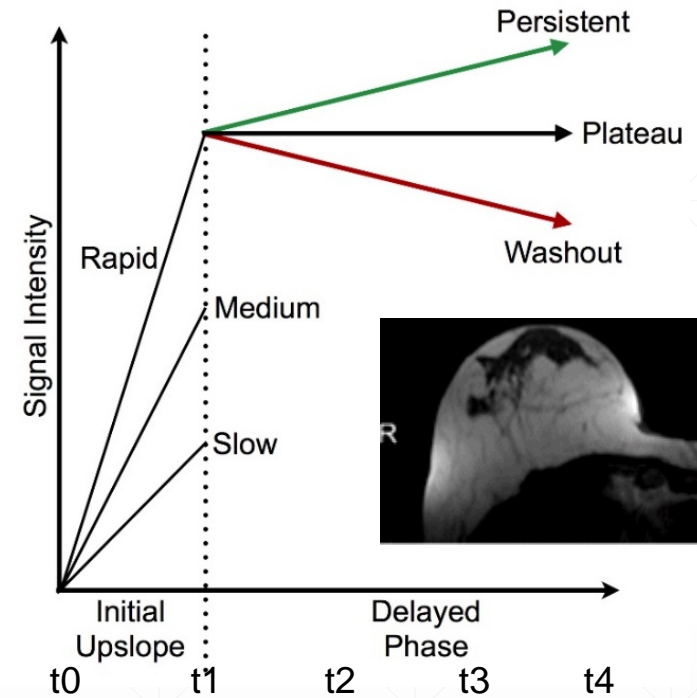 Persistent
Plateau
Washout
Rapid
Signal Intensity
Medium
Slow
R
Initial
Upslope
Delayed
Phase
t0 t1 t2 t3 t4